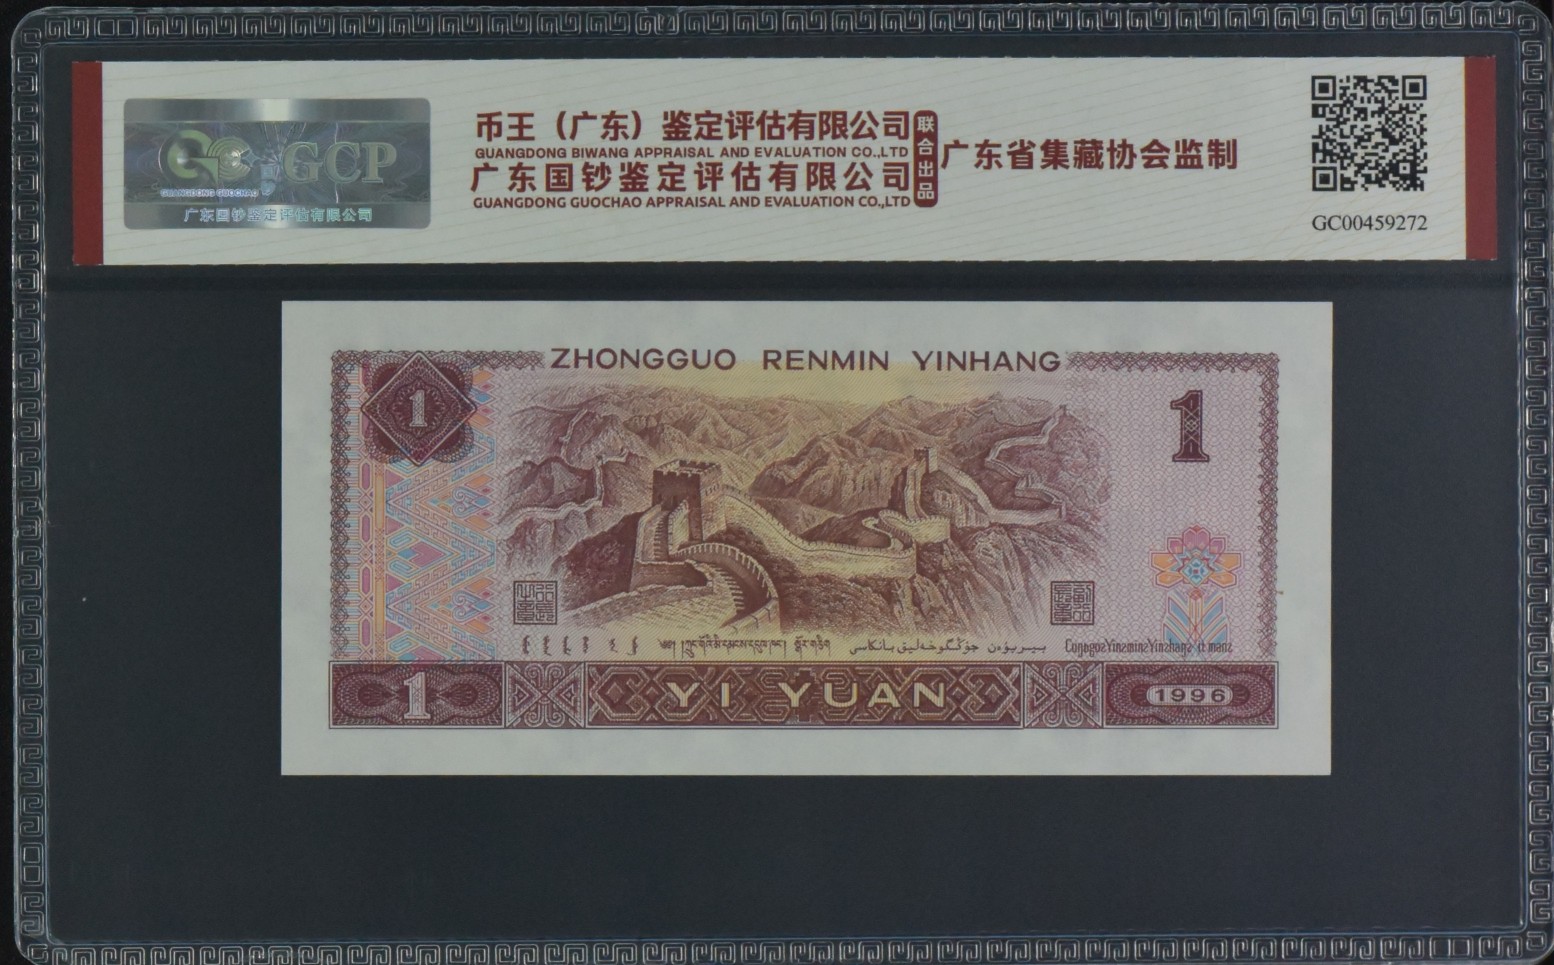 GCP
GUANGDONG GUOCHAO
广东国钞鉴定评估有限公司
币王（广东）鉴定评估有限公司
GUANGDONG BIWANG APPRAISAL AND EVALUATION CO.,LTD
广东国钞鉴定评估有限公司
GUANGDONG GUOCHAO APPRAISAL AND EVALUATION CO.,LTD
联合出品
广东省集藏协会监制
GC00459272
ZHONGGUO RENMIN YINHANG
1
1
1
YI YUAN
1996